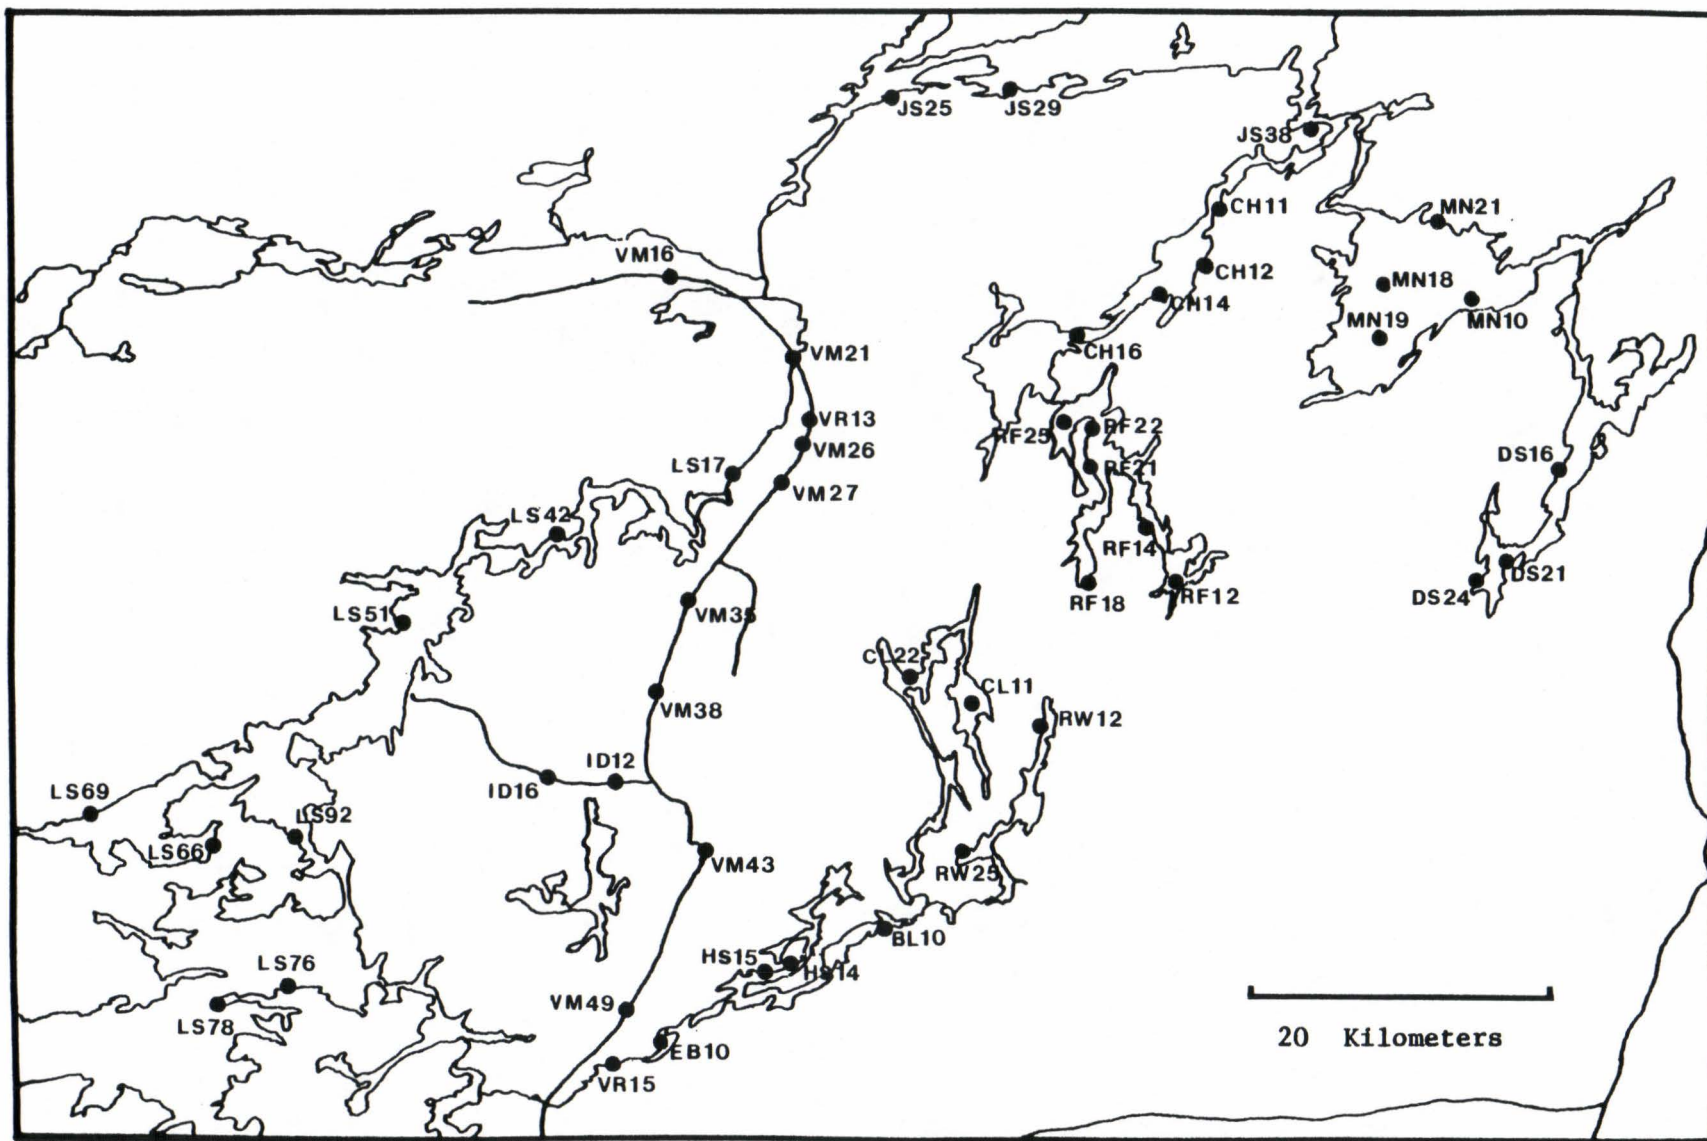 JS25
JS29
JS38
CH11
MN21
VM16
CH12
MN18
CH14
MN19
MN10
CH16
VM21
VR13
RF25
RF22
VM26
LS17
RF21
DS16
VM27
LS42
RF14
DS21
LS51
VM35
RF18
RF12
DS24
CL22
CL11
VM38
RW12
ID12
LS69
ID16
LS92
LS66
VM43
RW25
BL10
LS76
HS15
HS14
VM49
LS78
20 Kilometers
EB10
VR15